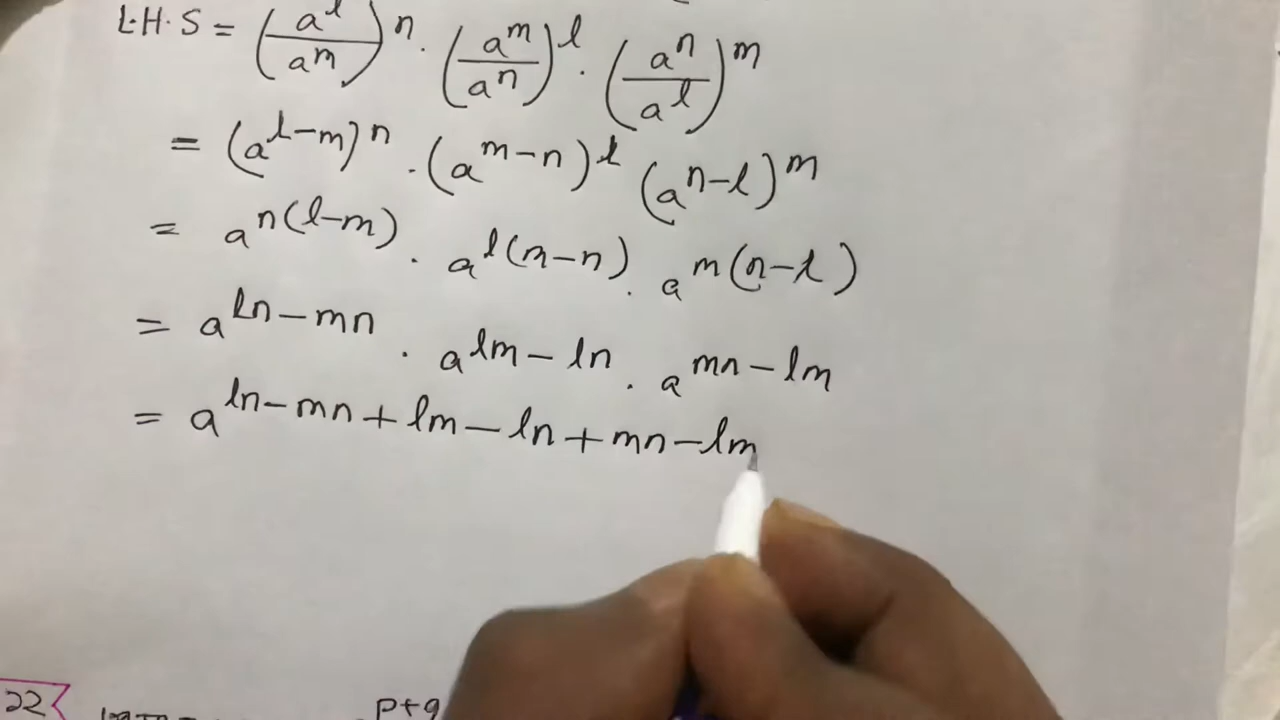 L.H.S = (a^l/a^m)^n . (a^m/a^n)^l . (a^n/a^l)^m
= (a^{l-m})^n . (a^{m-n})^l (a^{n-l})^m
= a^{n(l-m)} . a^{l(m-n)} . a^{m(n-l)}
= a^{ln-mn} . a^{lm-ln} . a^{mn-lm}
= a^{ln-mn+lm-ln+mn-lm}
22
p+q